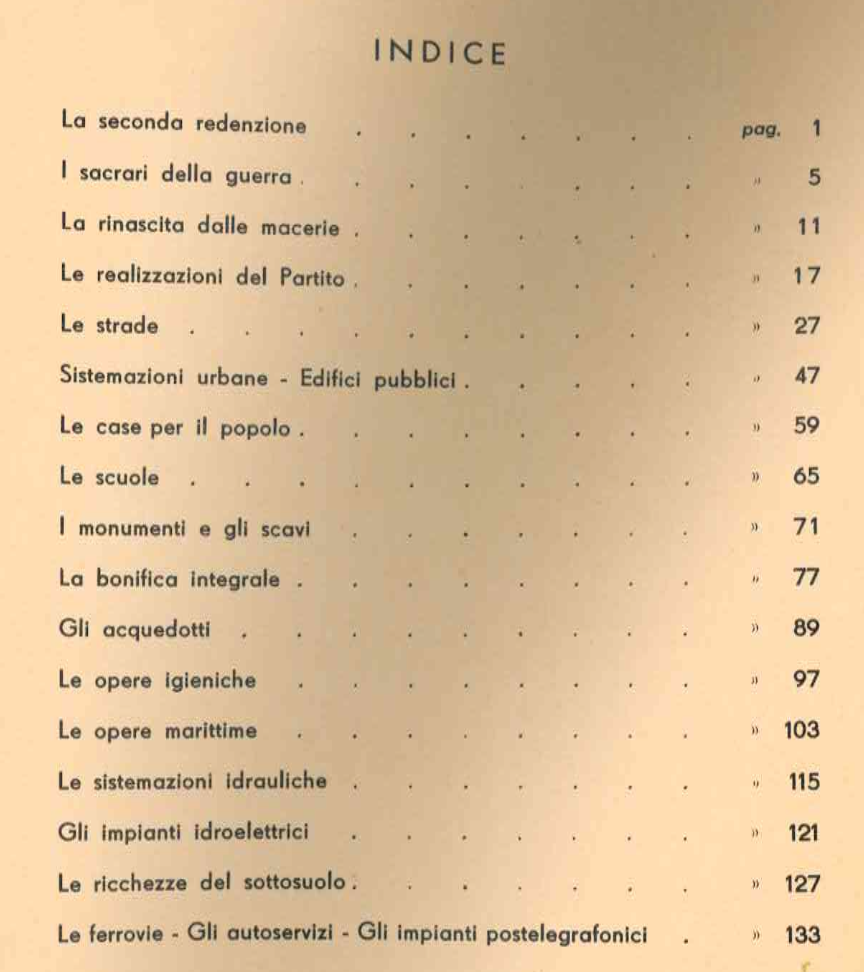 INDICE
La seconda redenzione . . . . . . . pag. 1
I sacrari della guerra . . . . . . . . » 5
La rinascita dalle macerie . . . . . . . » 11
Le realizzazioni del Partito . . . . . . . » 17
Le strade . . . . . . . . . . » 27
Sistemazioni urbane - Edifici pubblici . . . . . » 47
Le case per il popolo . . . . . . . . » 59
Le scuole . . . . . . . . . . » 65
I monumenti e gli scavi . . . . . . . » 71
La bonifica integrale . . . . . . . . » 77
Gli acquedotti . . . . . . . . . » 89
Le opere igieniche . . . . . . . . » 97
Le opere marittime . . . . . . . . » 103
Le sistemazioni idrauliche . . . . . . . » 115
Gli impianti idroelettrici . . . . . . . » 121
Le ricchezze del sottosuolo . . . . . . . » 127
Le ferrovie - Gli autoservizi - Gli impianti postelegrafonici . » 133